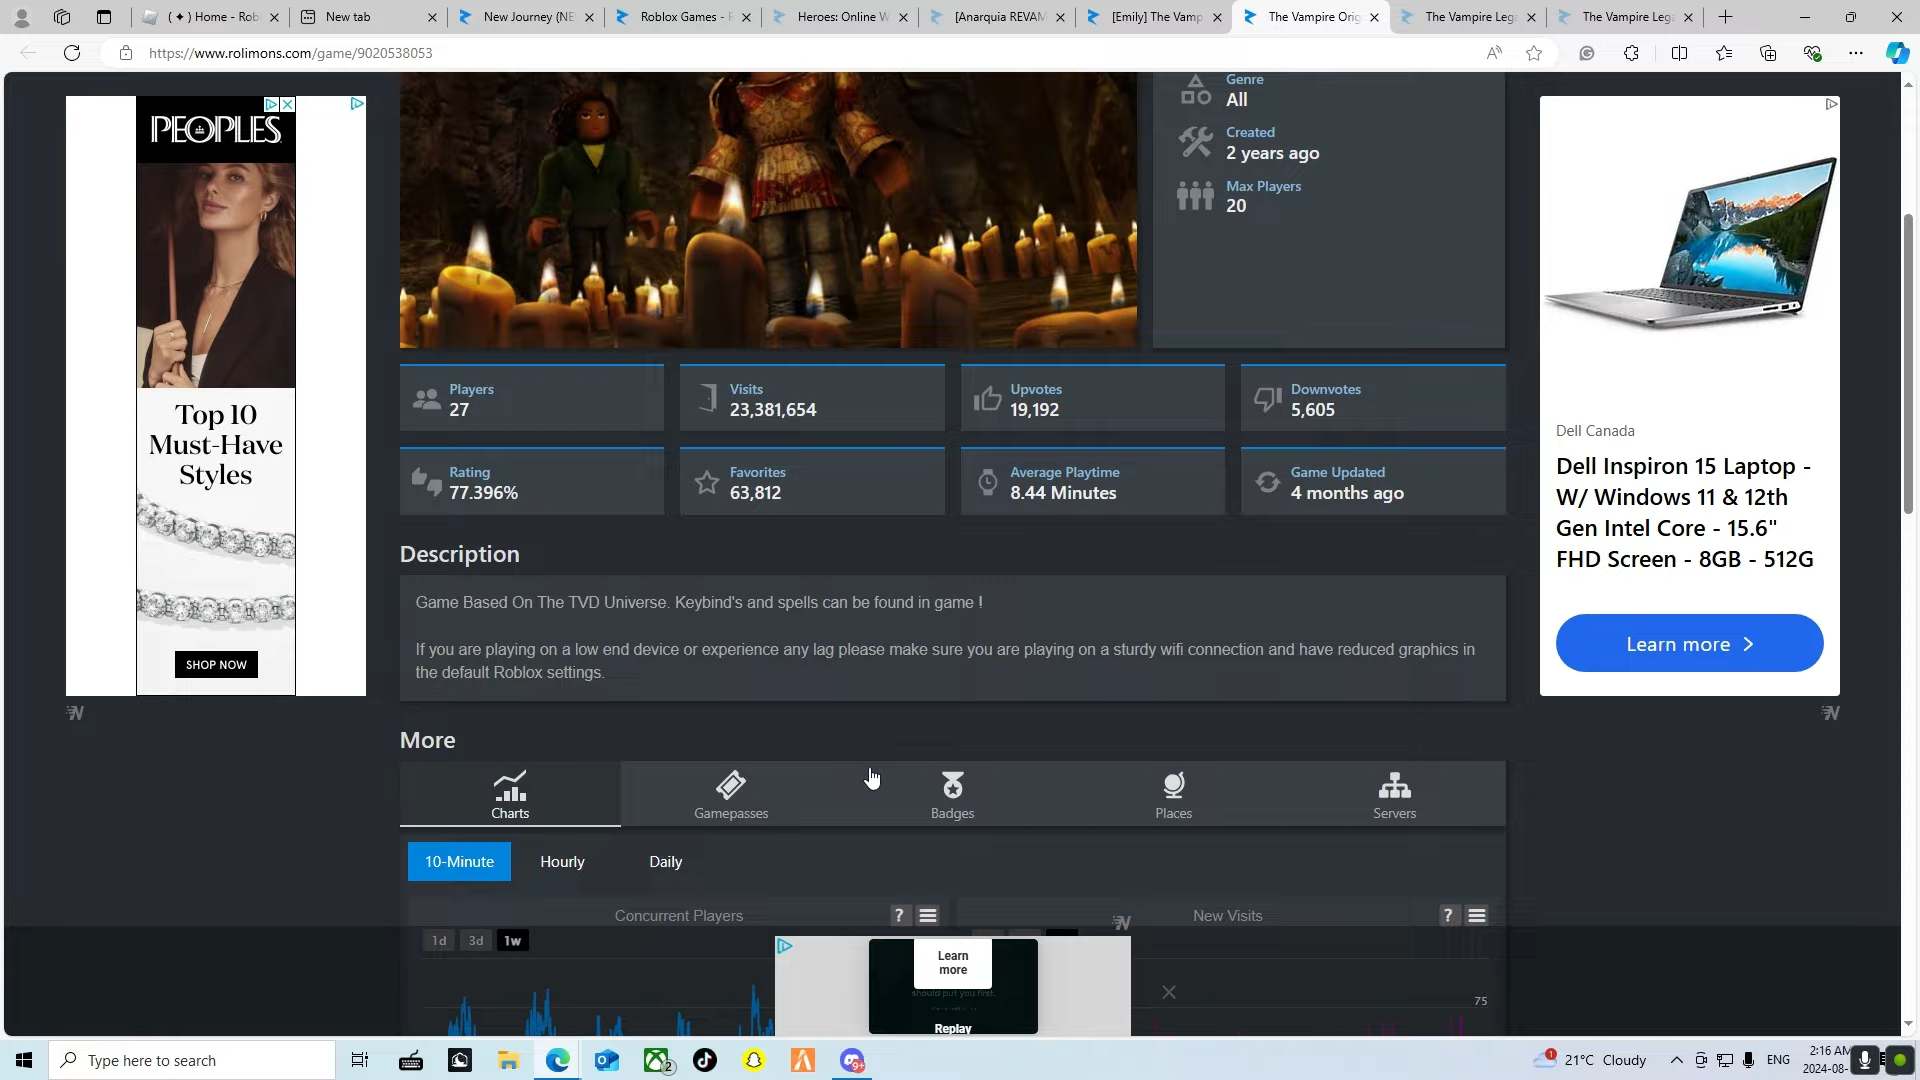 ( ✦ ) Home - Rob
New tab
New Journey (NE
Roblox Games - R
Heroes: Online W
[Anarquia REVAM
[Emily] The Vamp
The Vampire Orig
The Vampire Lega
The Vampire Lega
https://www.rolimons.com/game/9020538053
PEOPLES
Top 10
Must-Have
Styles
SHOP NOW
Genre
All
Created
2 years ago
Max Players
20
Players
27
Visits
23,381,654
Upvotes
19,192
Downvotes
5,605
Rating
77.396%
Favorites
63,812
Average Playtime
8.44 Minutes
Game Updated
4 months ago
Description
Game Based On The TVD Universe. Keybind's and spells can be found in game !
If you are playing on a low end device or experience any lag please make sure you are playing on a sturdy wifi connection and have reduced graphics in
the default Roblox settings.
More
Charts
Gamepasses
Badges
Places
Servers
10-Minute
Hourly
Daily
Concurrent Players
?
New Visits
?
1d
3d
1w
75
Learn
more
should put you first.
Replay
Dell Canada
Dell Inspiron 15 Laptop -
W/ Windows 11 & 12th
Gen Intel Core - 15.6"
FHD Screen - 8GB - 512G
Learn more
Type here to search
2
9+
1
21°C Cloudy
ENG
2:16 AM
2024-08-